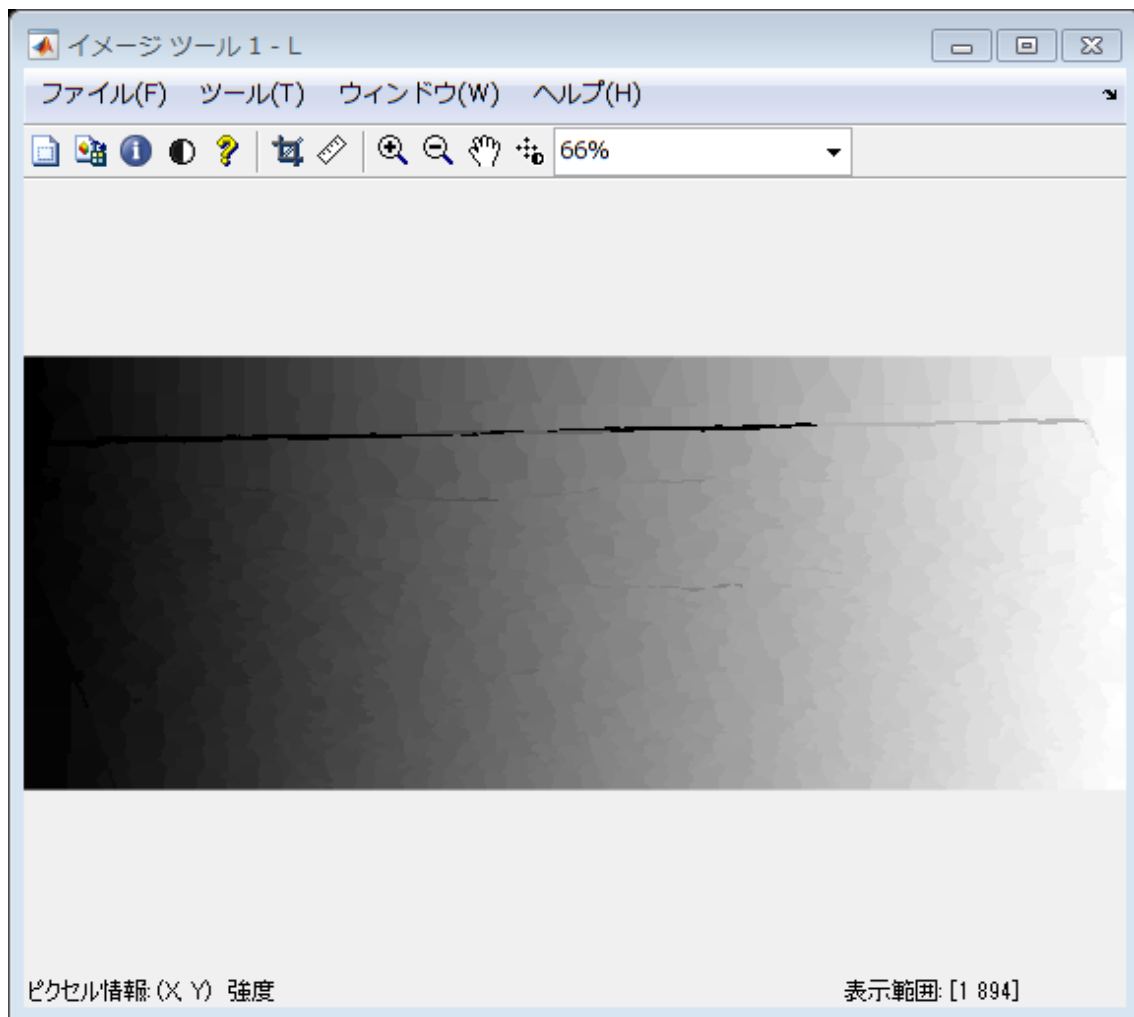 イメージ ツール 1 - L
ファイル(F) ツール(T) ウィンドウ(W) ヘルプ(H)
66%
ピクセル情報: (X, Y) 強度
表示範囲: [1 894]